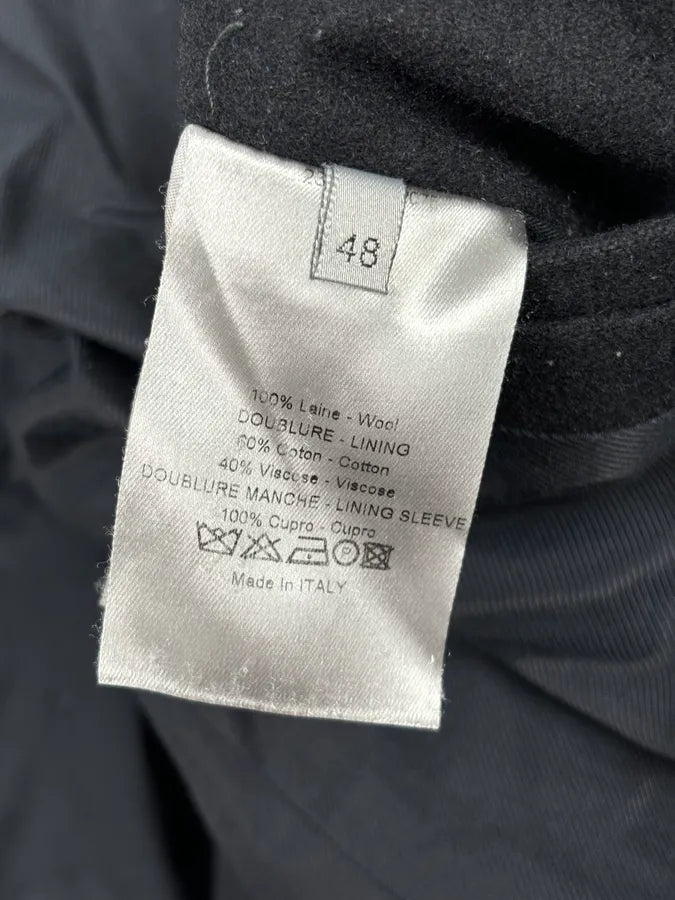 48
100% Laine - Wool
DOUBLURE - LINING
60% Coton - Cotton
40% Viscose - Viscose
DOUBLURE MANCHE - LINING SLEEVE
100% Cupro - Cupro
P
Made In ITALY